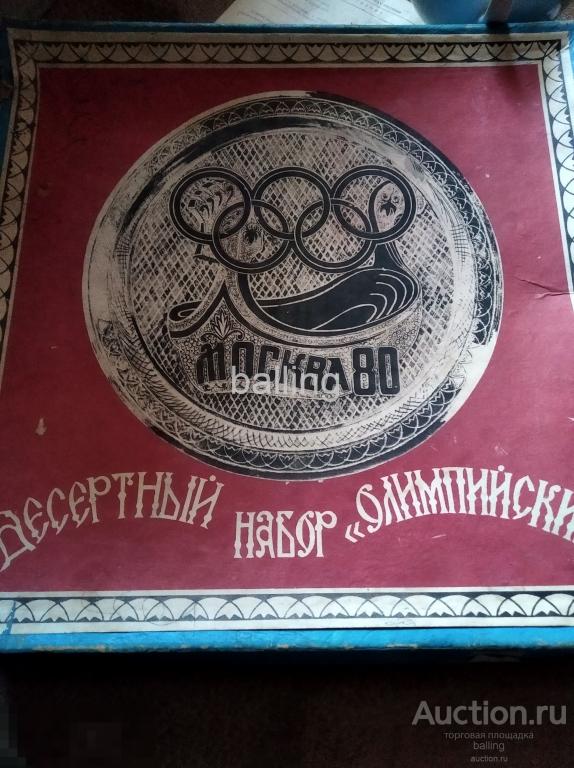 МОСКВА 80
balling
ДЕСЕРТНЫЙ НАБОР «ОЛИМПИЙСКИ
Auction.ru
торговая площадка
balling
auction.ru